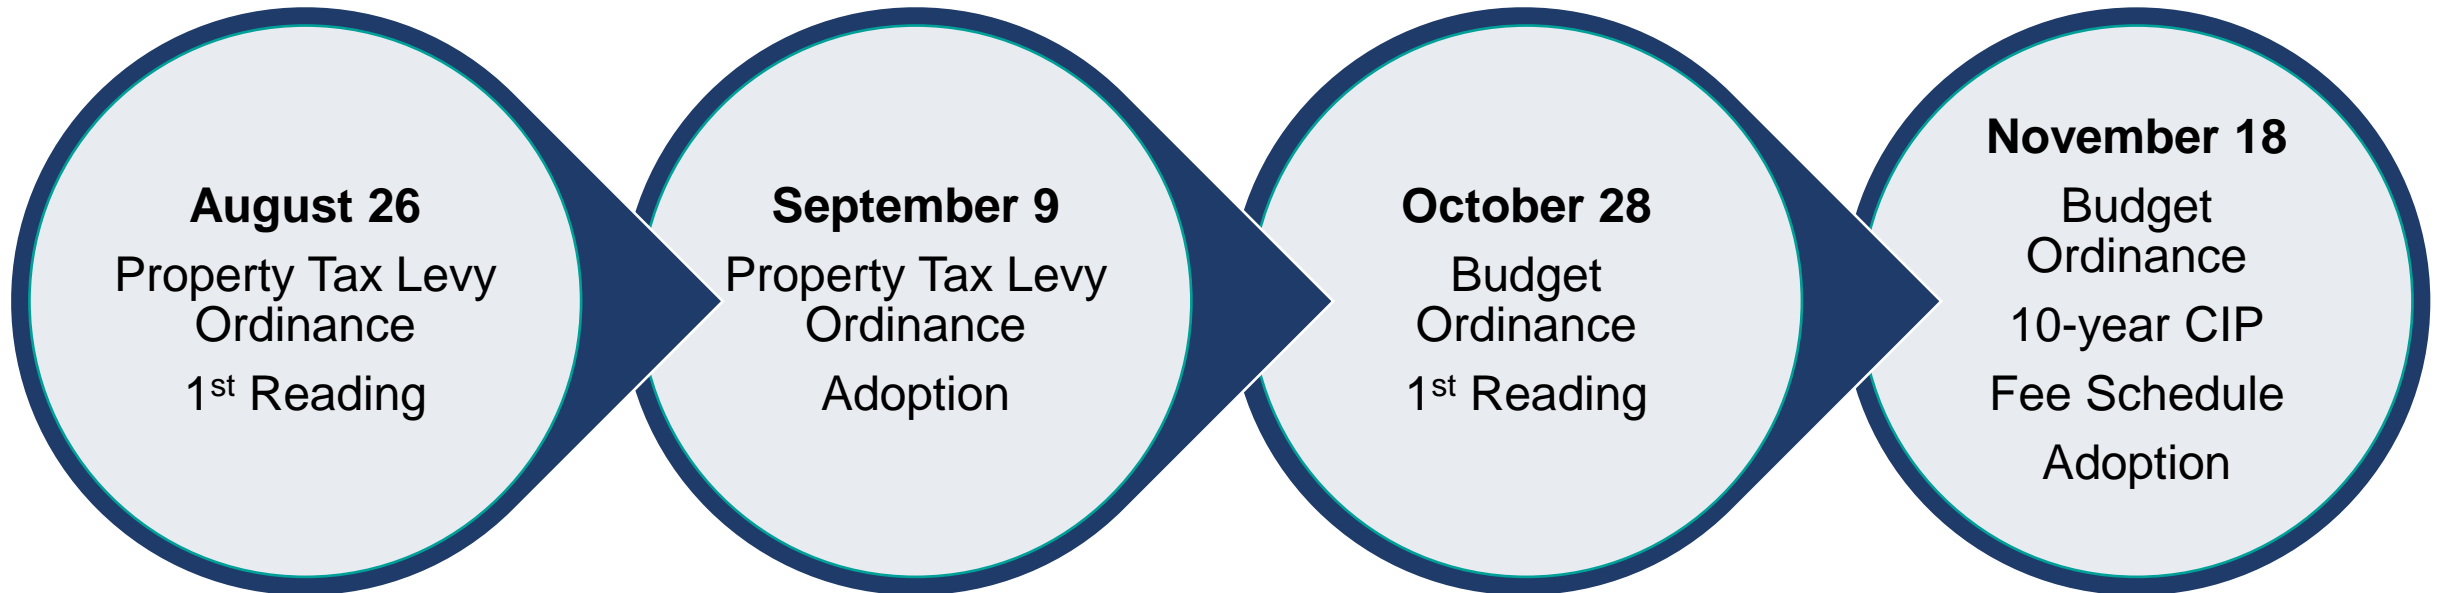 August 26
Property Tax Levy
Ordinance
1st Reading
September 9
Property Tax Levy
Ordinance
Adoption
October 28
Budget
Ordinance
1st Reading
November 18
Budget
Ordinance
10-year CIP
Fee Schedule
Adoption